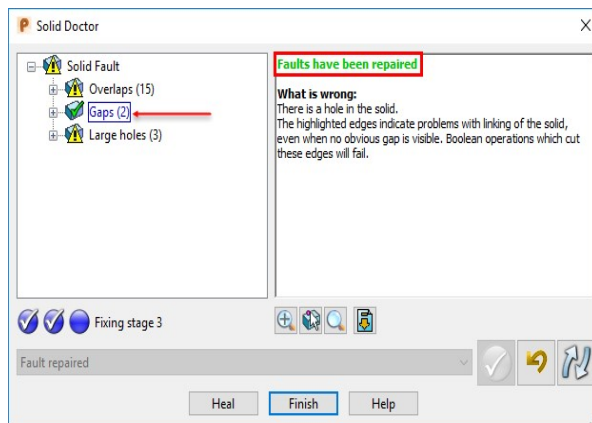 Solid Doctor
Solid Fault
Overlaps (15)
Gaps (2)
Large holes (3)
Faults have been repaired
What is wrong:
There is a hole in the solid.
The highlighted edges indicate problems with linking of the solid,
even when no obvious gap is visible. Boolean operations which cut
these edges will fail.
Fixing stage 3
Fault repaired
Heal
Finish
Help